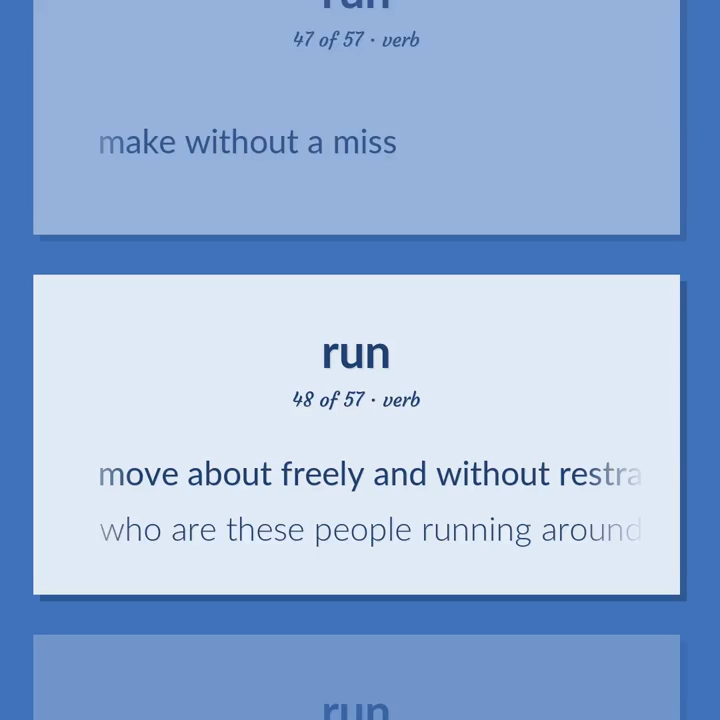 run
47 of 57 · verb
make without a miss
run
48 of 57 · verb
move about freely and without restra
who are these people running around
run